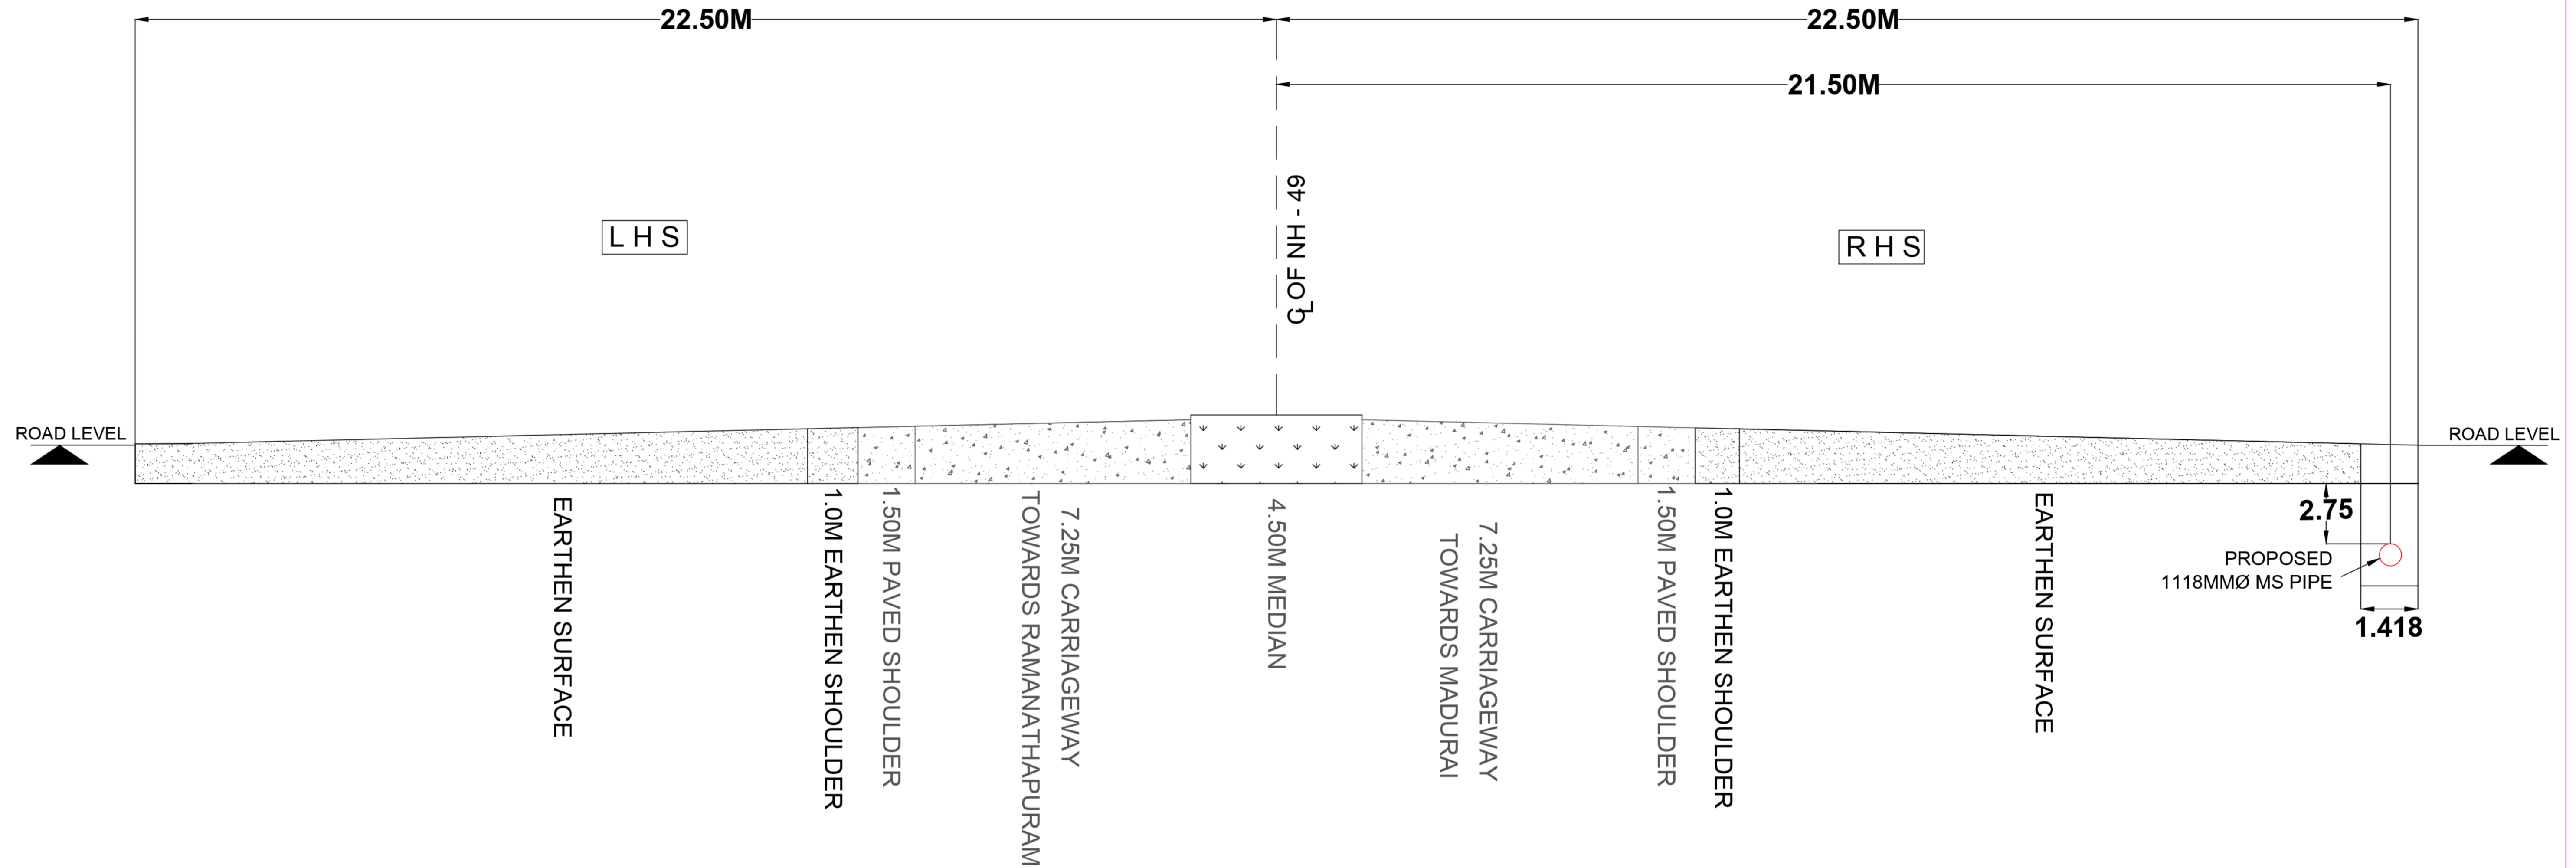 22.50M
22.50M
21.50M
L H S
R H S
C̱L OF NH - 49
ROAD LEVEL
ROAD LEVEL
EARTHEN SURFACE
1.0M EARTHEN SHOULDER
1.50M PAVED SHOULDER
7.25M CARRIAGEWAY
TOWARDS RAMANATHAPURAM
4.50M MEDIAN
7.25M CARRIAGEWAY
TOWARDS MADURAI
1.50M PAVED SHOULDER
1.0M EARTHEN SHOULDER
EARTHEN SURFACE
2.75
PROPOSED
1118MMØ MS PIPE
1.418